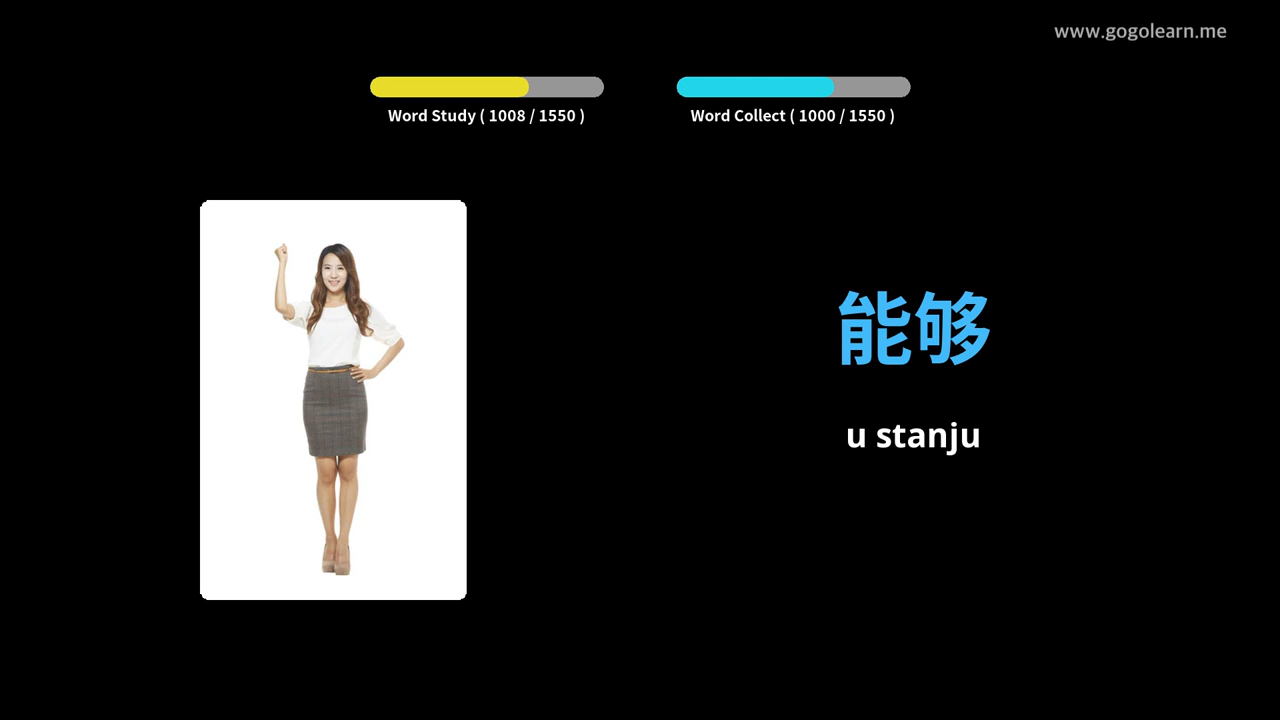 www.gogolearn.me
Word Study ( 1008 / 1550 )
Word Collect ( 1000 / 1550 )
能够
u stanju